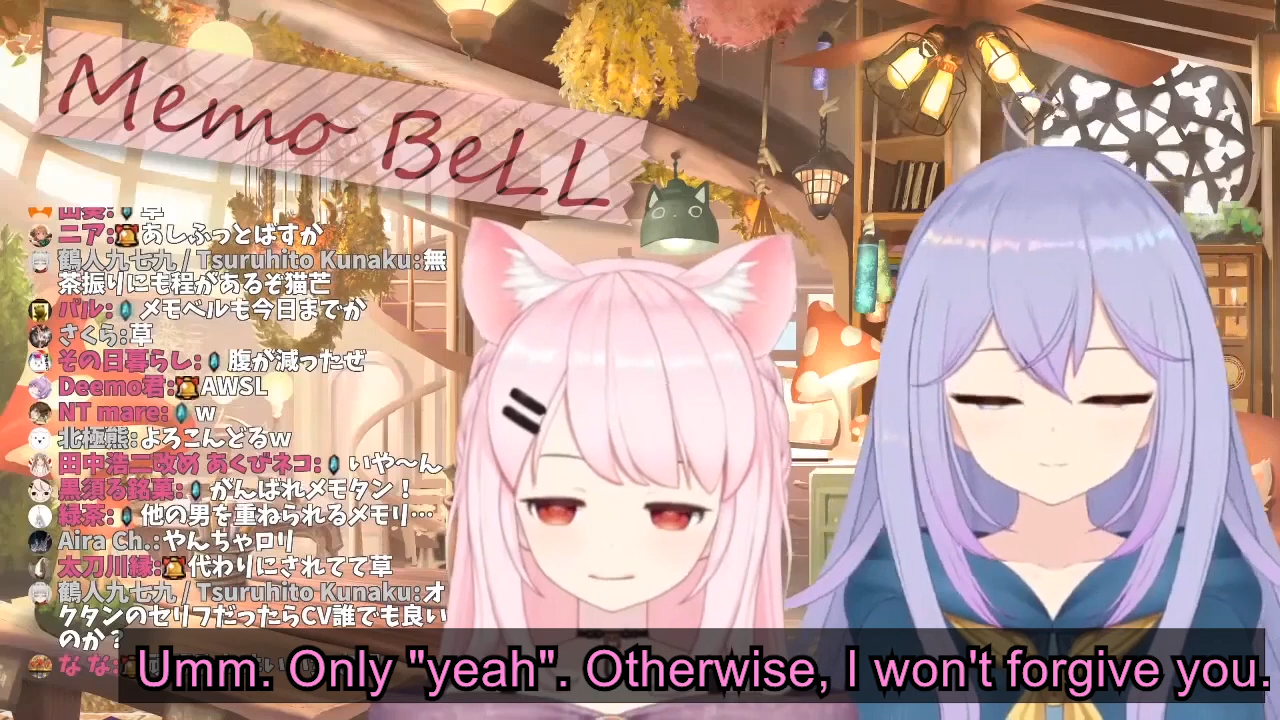 Memo BeLL
ニア:あしふっとばすか
鶴人九七九 / Tsuruhito Kunaku:無
茶振りにも程があるぞ猫芒
パル:メモベルも今日までか
さくら:草
その日暮らし:腹が減ったぜ
Deemo君:AWSL
NT mare:w
北極熊:よろこんどるw
田中浩二改め あくびネコ:いや〜ん
黒須る銘菓:がんばれメモタン！
緑茶:他の男を重ねられるメモリ…
Aira Ch.:やんちゃロリ
太刀川縁:代わりにされてて草
鶴人九七九 / Tsuruhito Kunaku:オ
クタンのセリフだったらCV誰でも良い
のか？
な な:
Umm. Only "yeah". Otherwise, I won't forgive you.